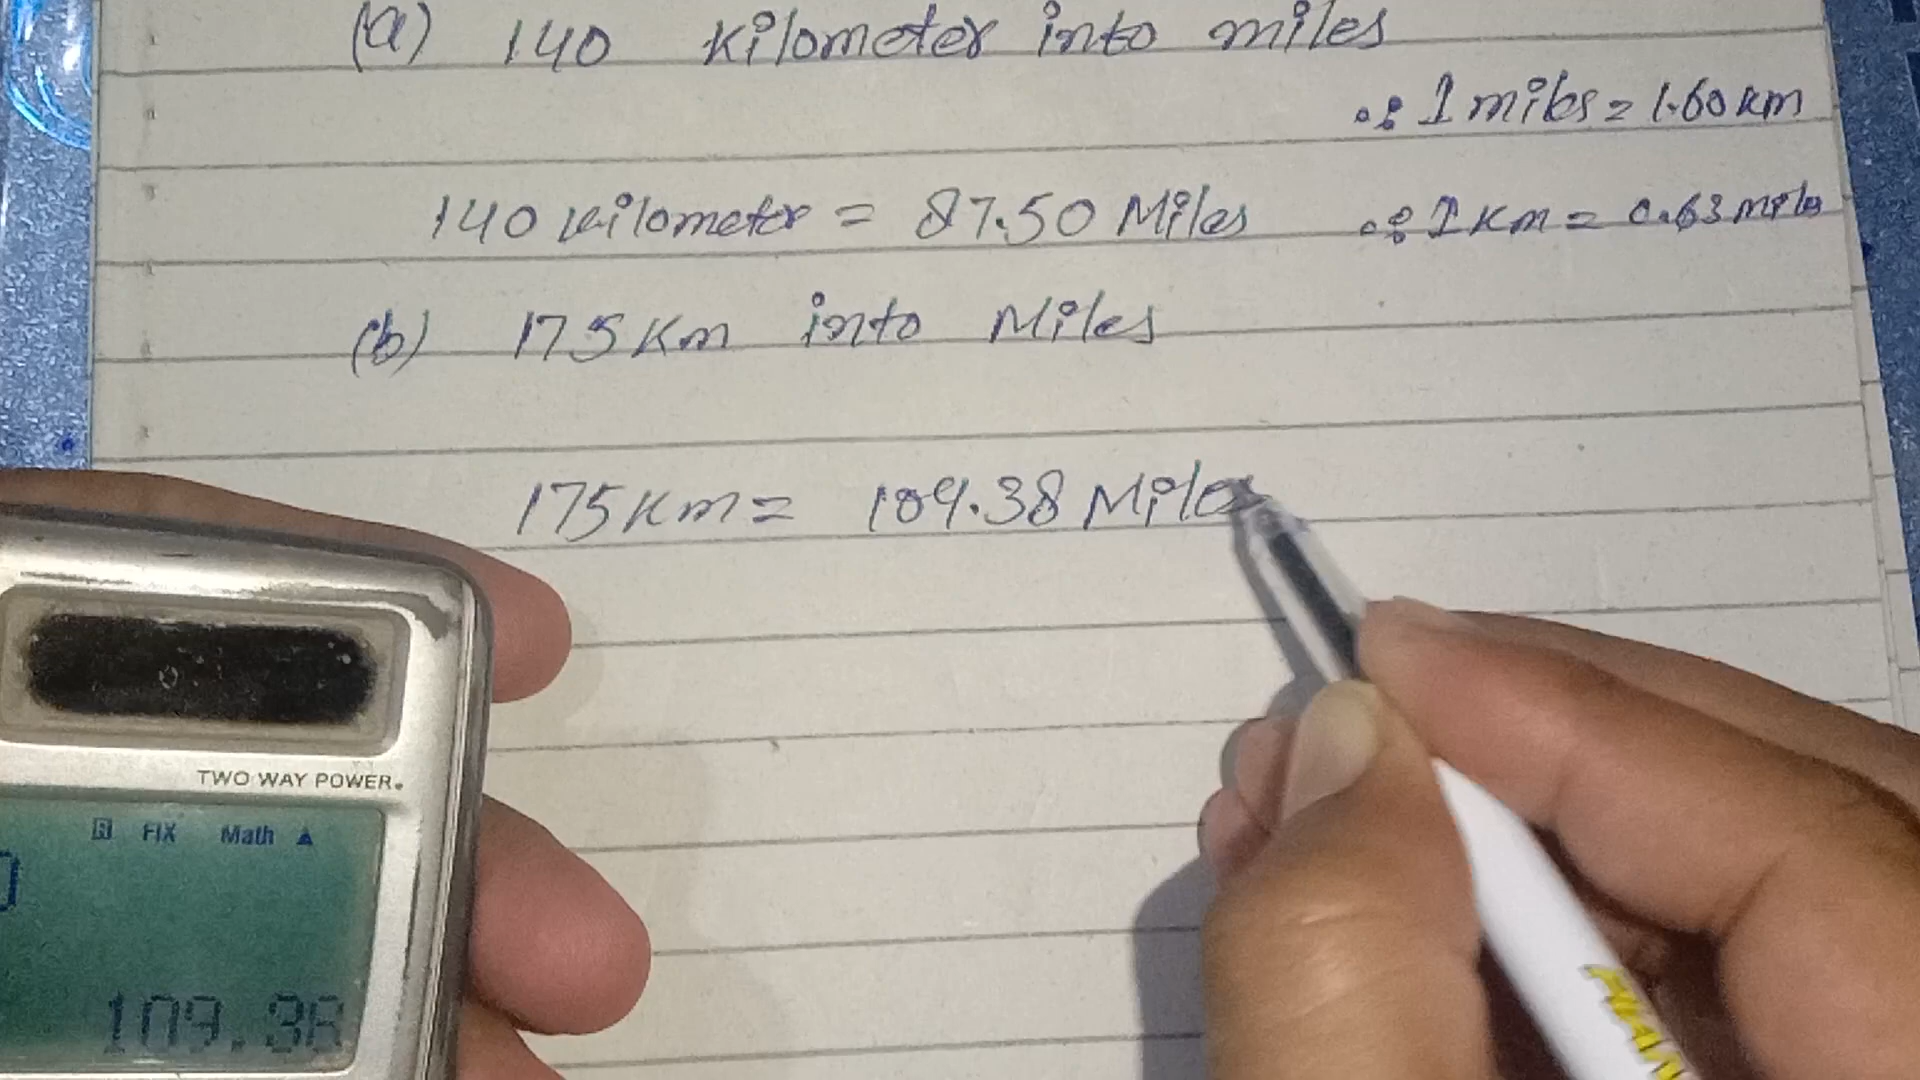 (a) 140 Kilometer into miles
∴ 1 miles = 1.60 km
140 kilometer = 87.50 Miles ∴ 1 Km = 0.63 miles
(b) 175 Km into Miles
175 Km = 109.38 Miles
TWO WAY POWER
R FIX Math ▲
109.38